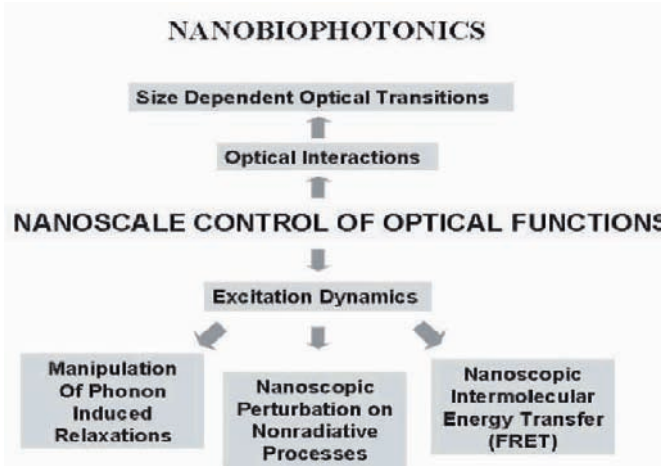 NANOBIOPHOTONICS
Size Dependent Optical Transitions
Optical Interactions
NANOSCALE CONTROL OF OPTICAL FUNCTIONS
Excitation Dynamics
Manipulation
Of Phonon
Induced
Relaxations
Nanoscopic
Perturbation on
Nonradiative
Processes
Nanoscopic
Intermolecular
Energy Transfer
(FRET)